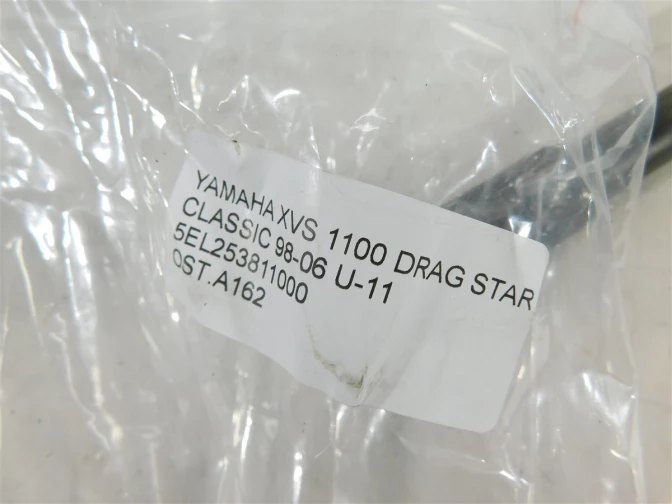 YAMAHA XVS 1100 DRAG STAR
CLASSIC 98-06 U-11
5EL253811000
OST.A162